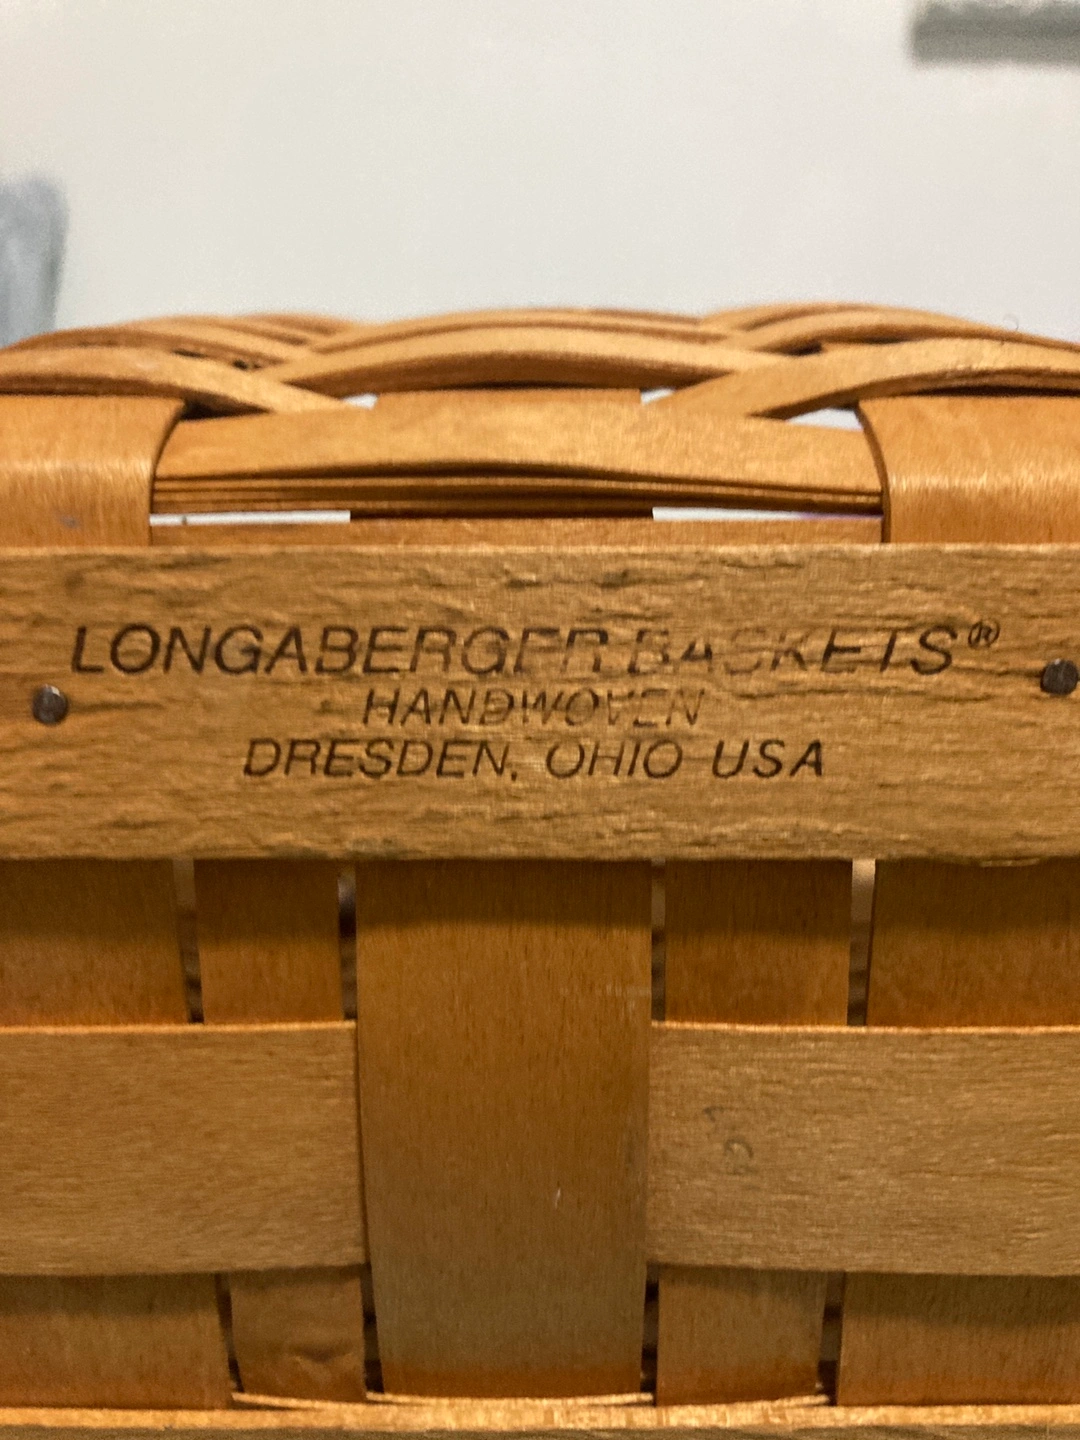 LONGABERGER BASKETS®
HANDWOVEN
DRESDEN, OHIO USA